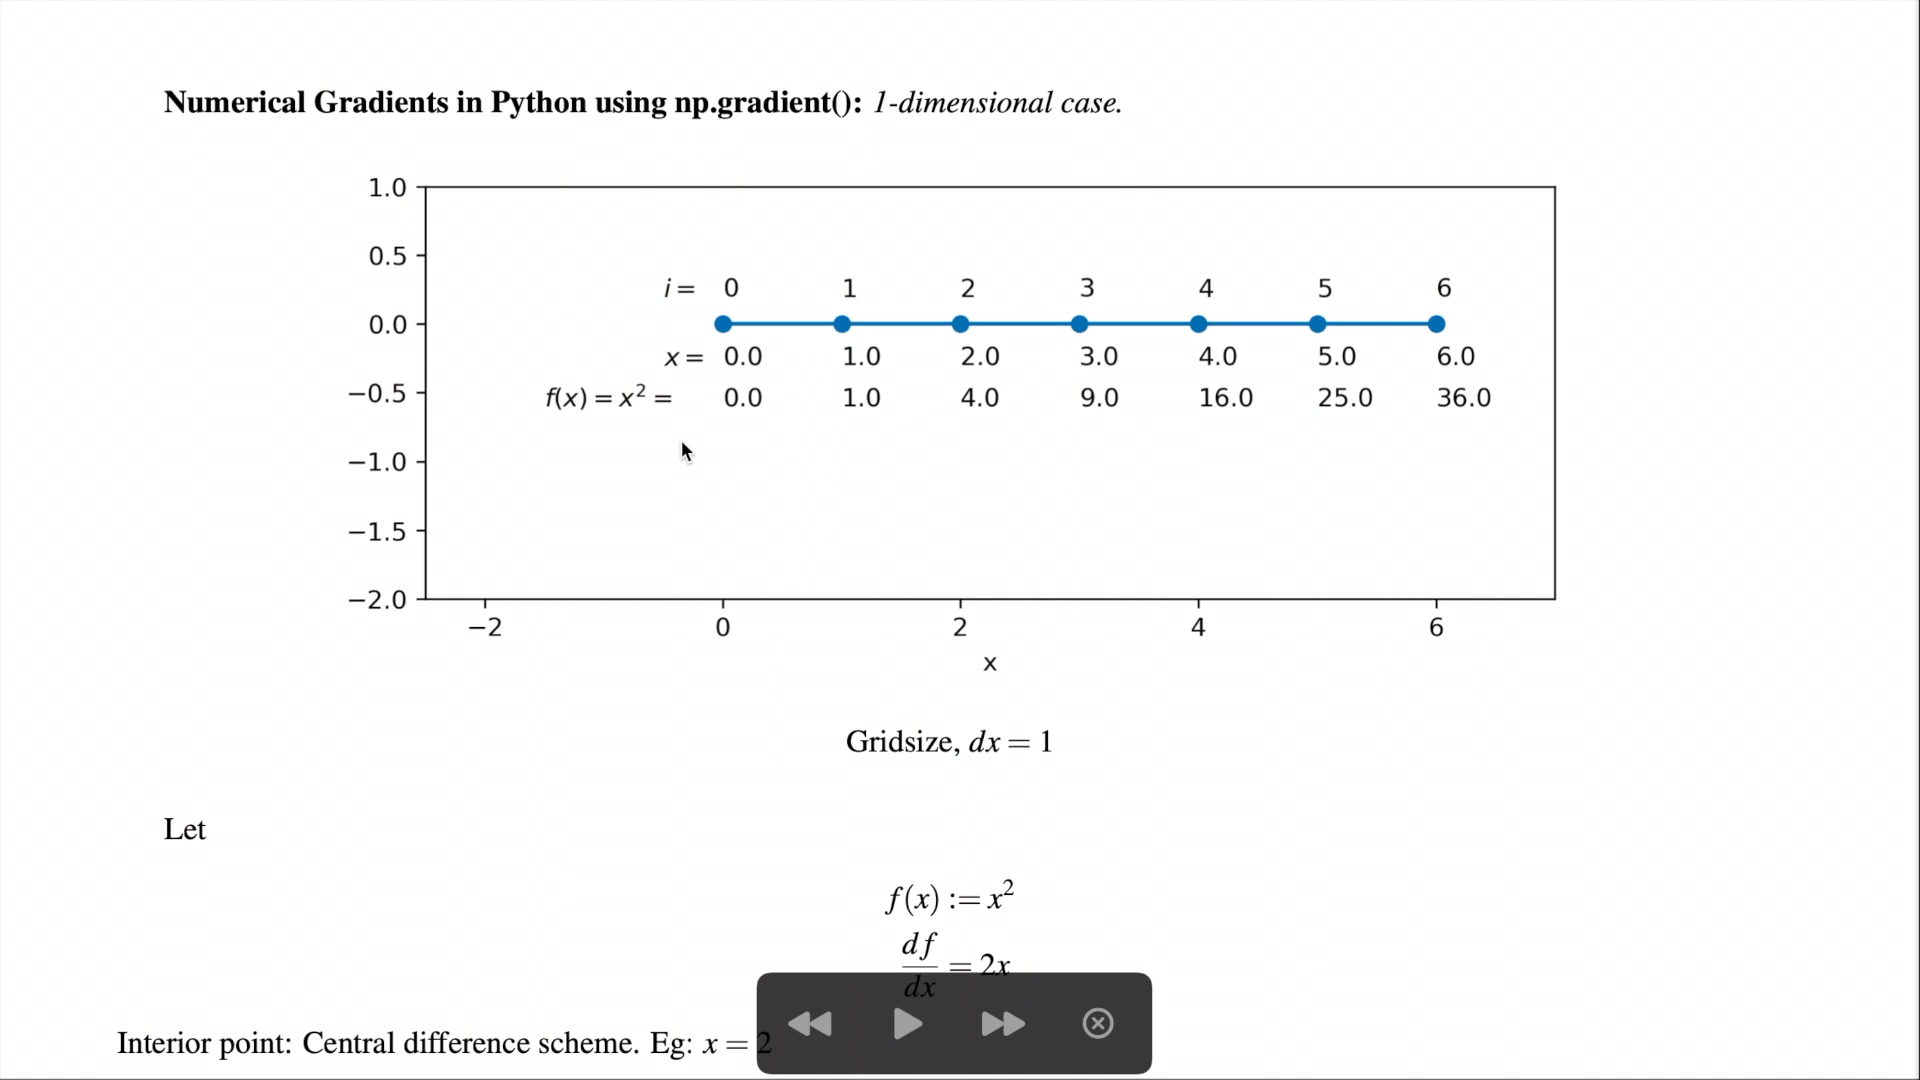 Numerical Gradients in Python using np.gradient(): 1-dimensional case.
1.0
0.5
0.0
−0.5
−1.0
−1.5
−2.0
i = 0 1 2 3 4 5 6
x = 0.0 1.0 2.0 3.0 4.0 5.0 6.0
f(x) = x² = 0.0 1.0 4.0 9.0 16.0 25.0 36.0
−2 0 2 4 6
x
Gridsize, dx = 1
Let
f(x) := x²
df
dx
= 2x
Interior point: Central difference scheme. Eg: x = 2